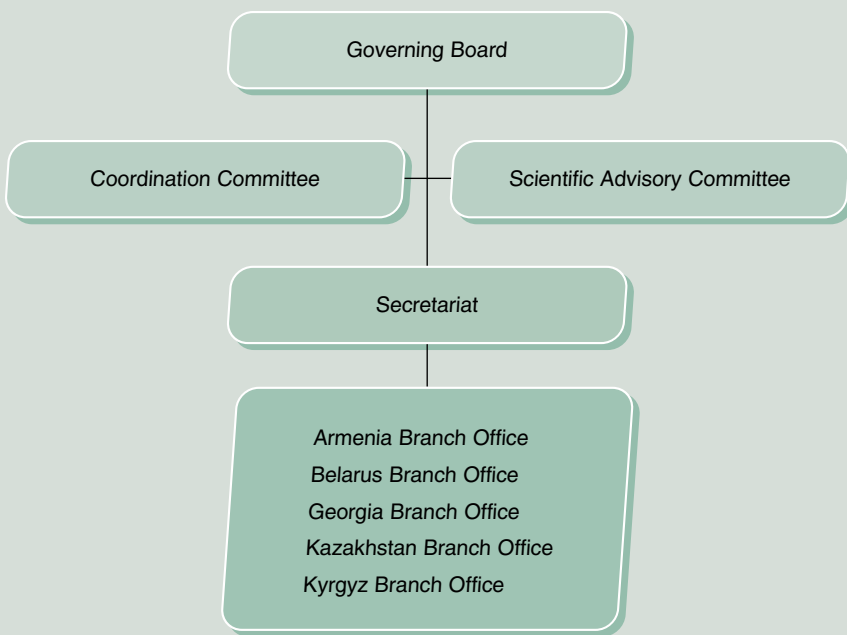 Governing Board
Coordination Committee
Scientific Advisory Committee
Secretariat
Armenia Branch Office
Belarus Branch Office
Georgia Branch Office
Kazakhstan Branch Office
Kyrgyz Branch Office